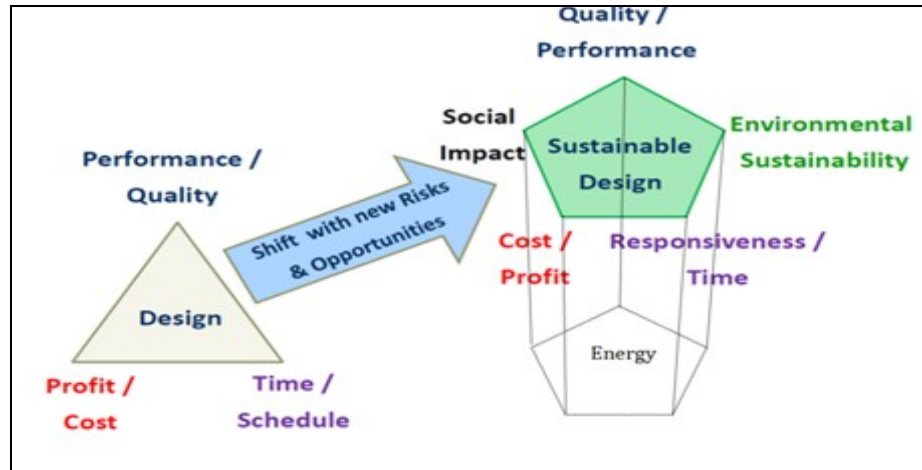 Quality /
Performance
Social
Impact
Sustainable
Design
Environmental
Sustainability
Performance /
Quality
Shift with new Risks
& Opportunities
Cost /
Profit
Responsiveness /
Time
Design
Energy
Profit /
Cost
Time /
Schedule